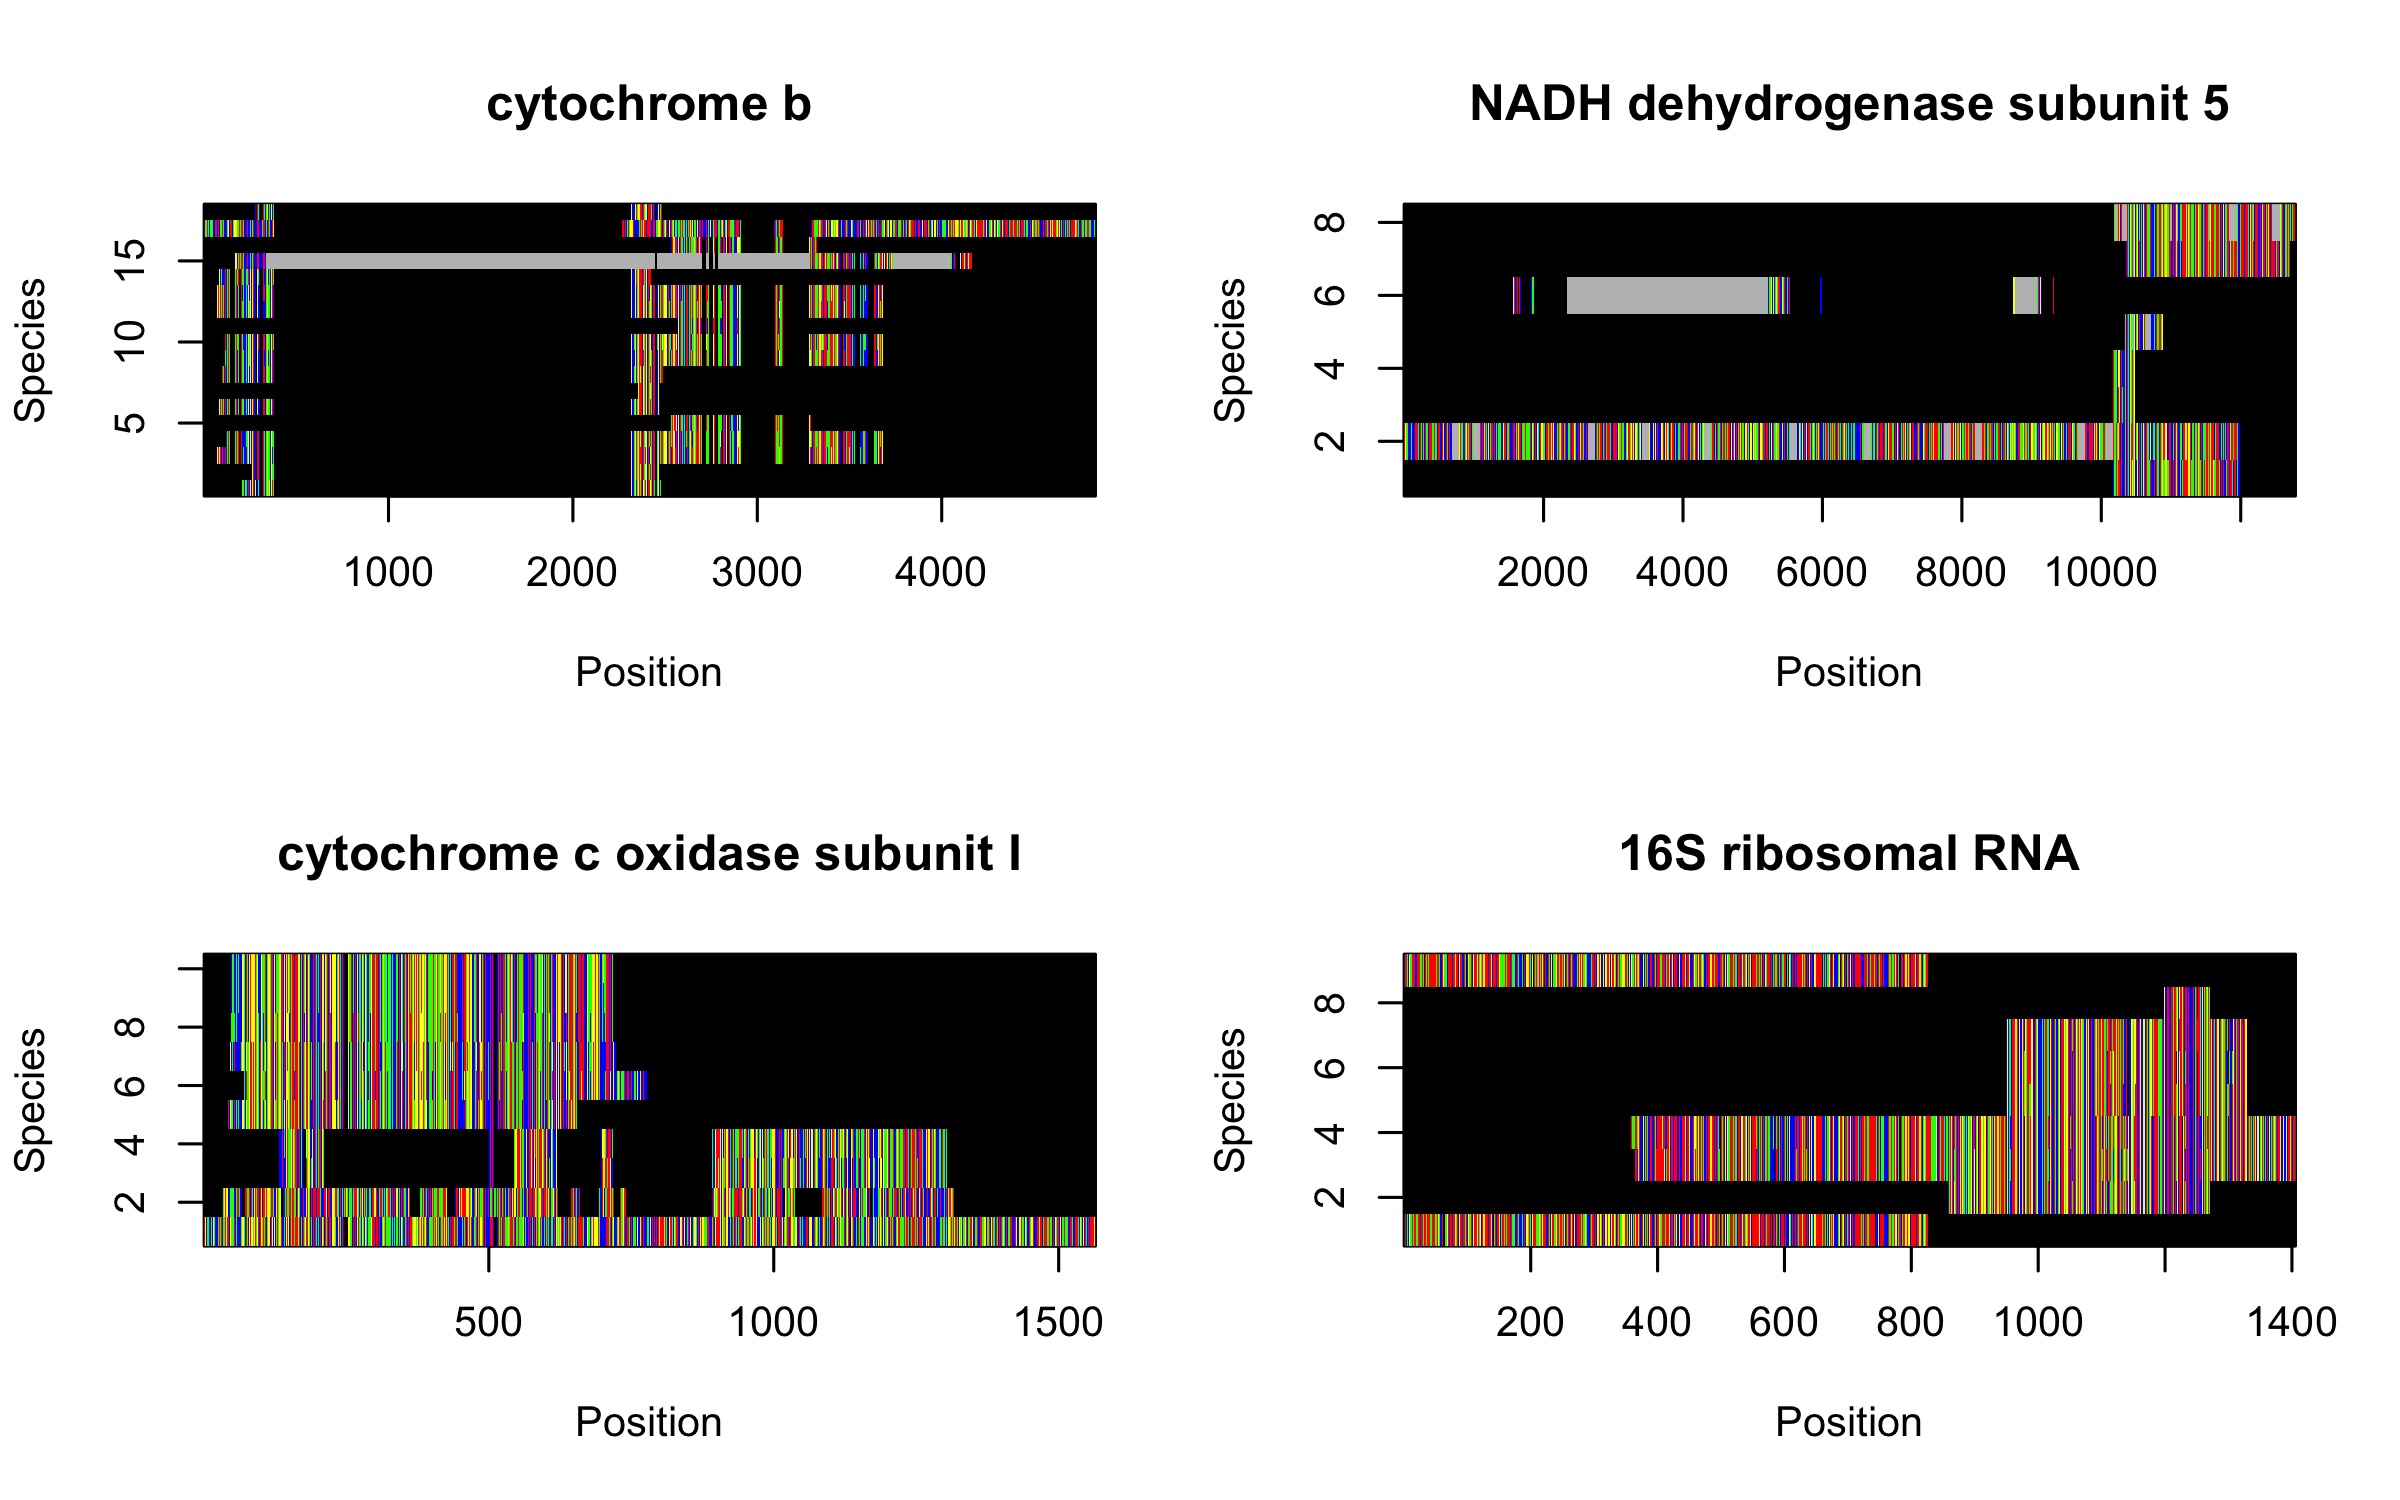 cytochrome b
Species
15
10
5
1000 2000 3000 4000
Position
NADH dehydrogenase subunit 5
Species
8
6
4
2
2000 4000 6000 8000 10000
Position
cytochrome c oxidase subunit I
Species
8
6
4
2
500 1000 1500
Position
16S ribosomal RNA
Species
8
6
4
2
200 400 600 800 1000 1400
Position